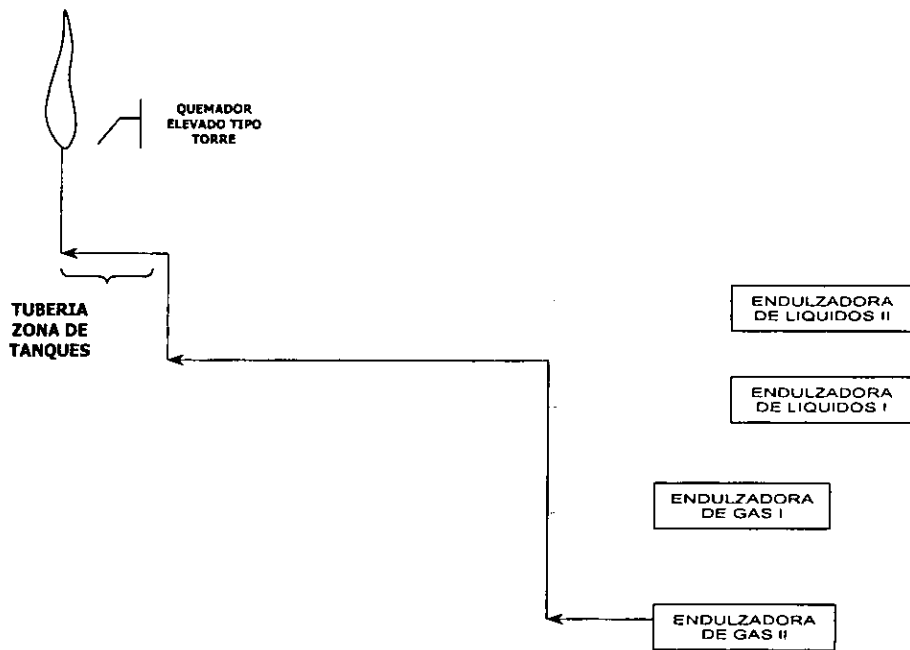 QUEMADOR
ELEVADO TIPO
TORRE
TUBERIA
ZONA DE
TANQUES
ENDULZADORA
DE LIQUIDOS II
ENDULZADORA
DE LIQUIDOS I
ENDULZADORA
DE GAS I
ENDULZADORA
DE GAS II